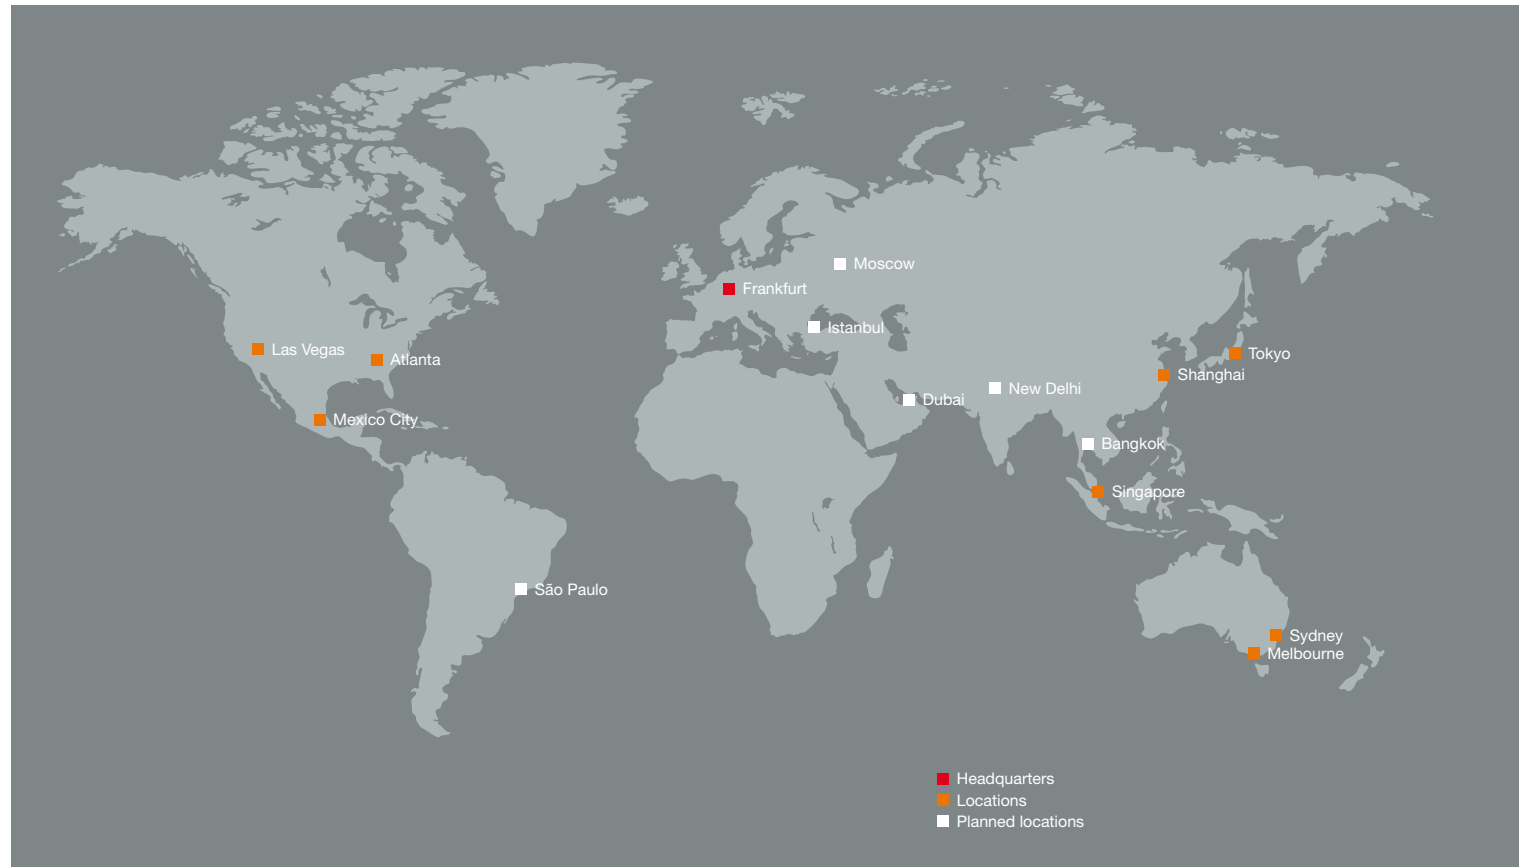 Moscow
Frankfurt
Istanbul
Las Vegas
Atlanta
Tokyo
Shanghai
New Delhi
Dubai
Mexico City
Bangkok
Singapore
São Paulo
Sydney
Melbourne
Headquarters
Locations
Planned locations